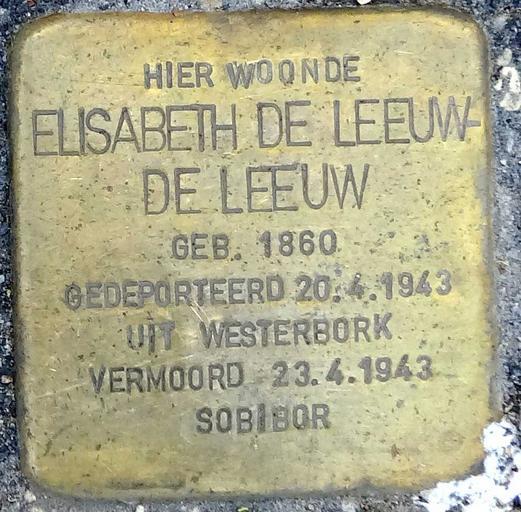 HIER WOONDE
ELISABETH DE LEEUW-
DE LEEUW
GEB. 1860
GEDEPORTEERD 20.4.1943
UIT WESTERBORK
VERMOORD 23.4.1943
SOBIBOR